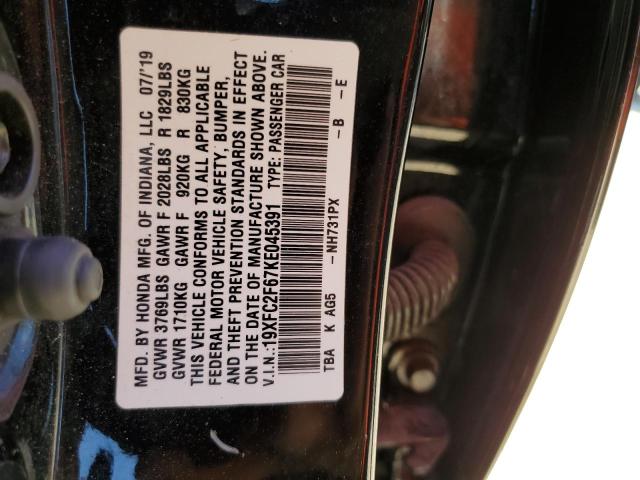 MFD. BY HONDA MFG. OF INDIANA, LLC 07/'19
GVWR 3769LBS GAWR F 2028LBS R 1829LBS
GVWR 1710KG GAWR F 920KG R 830KG
THIS VEHICLE CONFORMS TO ALL APPLICABLE
FEDERAL MOTOR VEHICLE SAFETY, BUMPER,
AND THEFT PREVENTION STANDARDS IN EFFECT
ON THE DATE OF MANUFACTURE SHOWN ABOVE.
V.I.N.:19XFC2F67KE045391 TYPE: PASSENGER CAR
TBA K AG5 -NH731PX -B -E